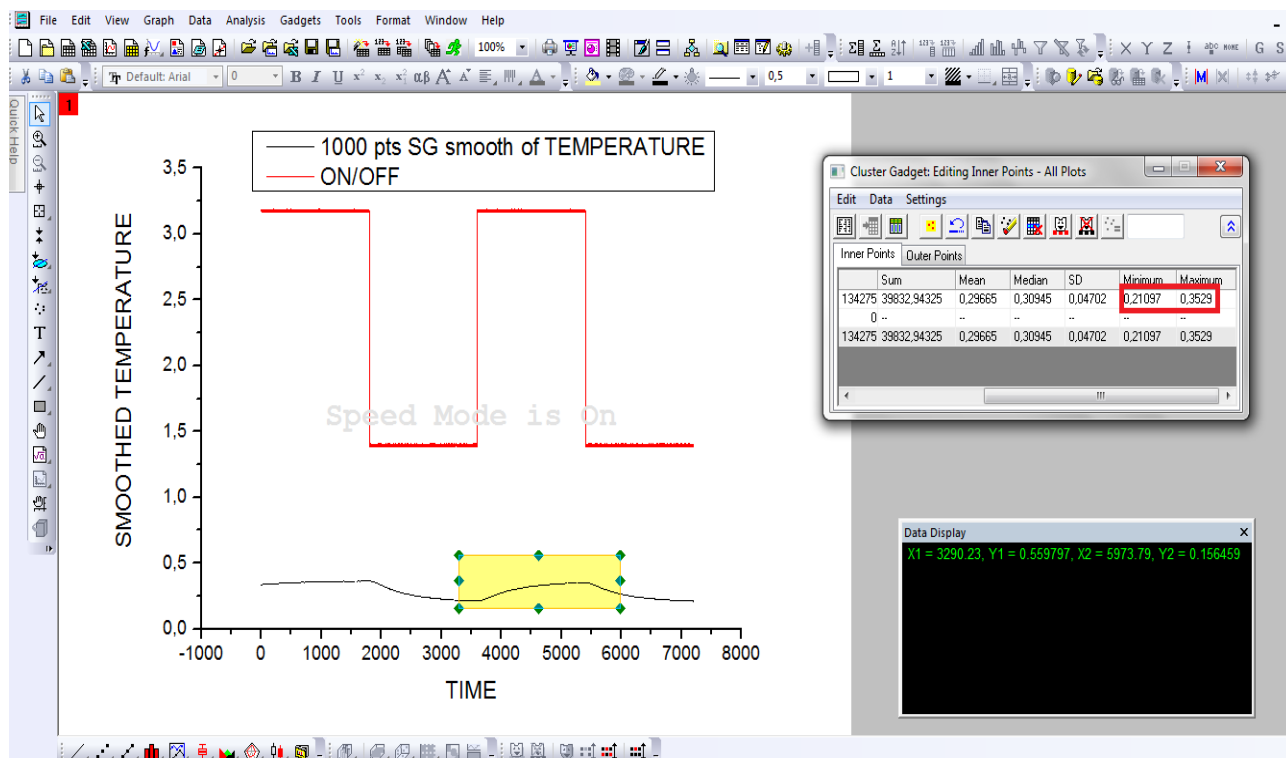 File Edit View Graph Data Analysis Gadgets Tools Format Window Help
100%
Default: Arial 0 B I U x² x₂ x² αβ A A 0,5 1
X Y Z
Quick Help
1
1000 pts SG smooth of TEMPERATURE
ON/OFF
SMOOTHED TEMPERATURE
3,5
3,0
2,5
2,0
1,5
1,0
0,5
0,0
Speed Mode is On
-1000 0 1000 2000 3000 4000 5000 6000 7000 8000
TIME
Cluster Gadget: Editing Inner Points - All Plots
Edit Data Settings
Inner Points Outer Points
Sum Mean Median SD Minimum Maximum
134275 39832,94325 0,29665 0,30945 0,04702 0,21097 0,3529
0 -- -- -- -- -- --
134275 39832,94325 0,29665 0,30945 0,04702 0,21097 0,3529
Data Display X
X1 = 3290.23, Y1 = 0.559797, X2 = 5973.79, Y2 = 0.156459